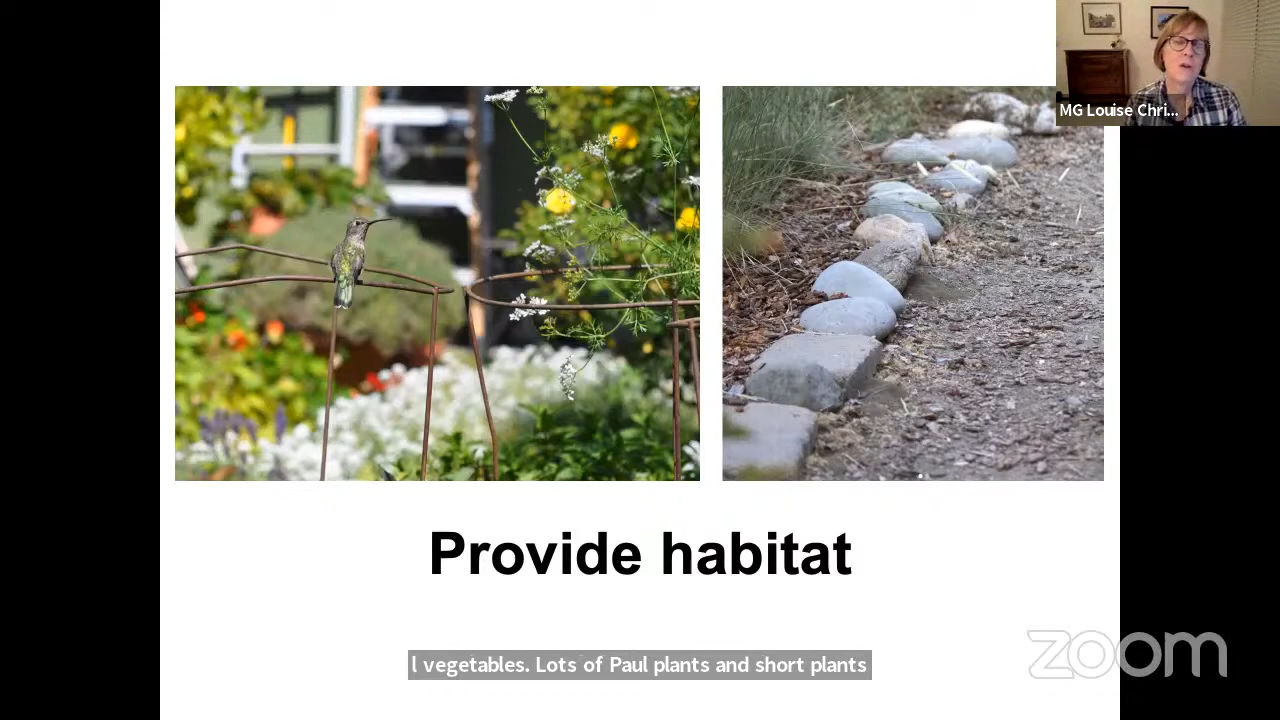 MG Louise Chri...
Provide habitat
l vegetables. Lots of Paul plants and short plants
zoom